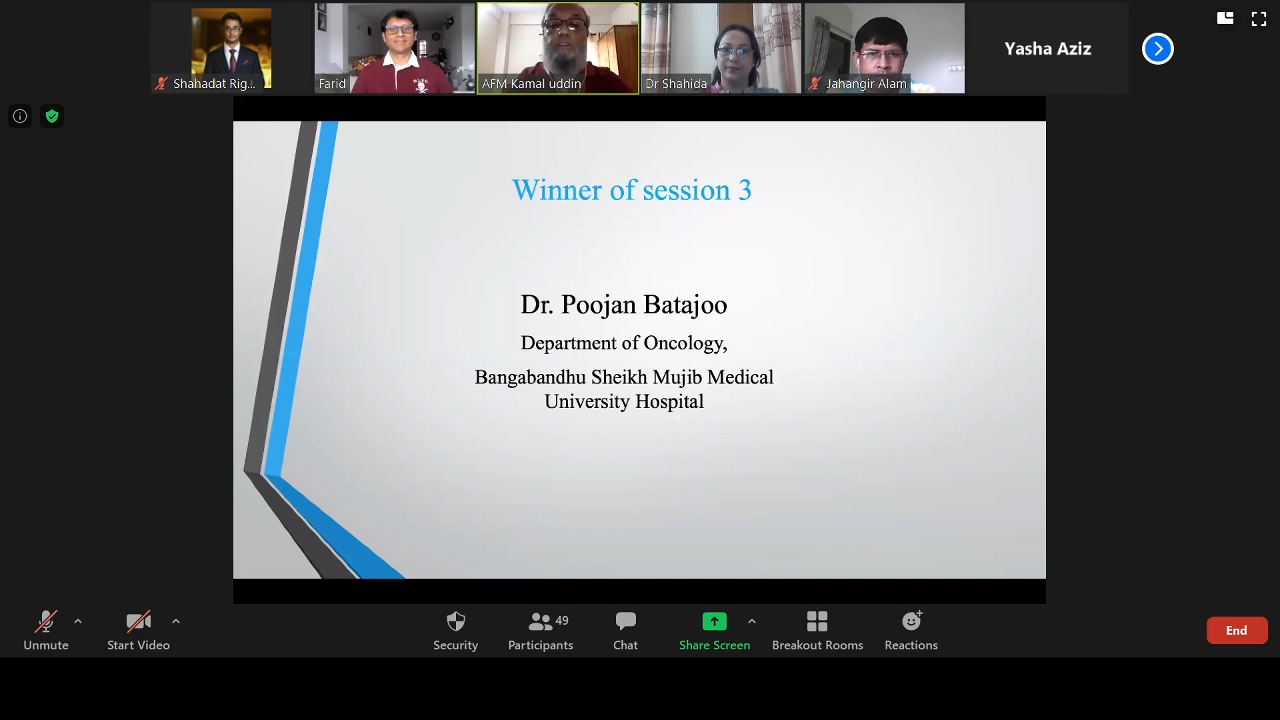 Shahadat Rig...
Farid
AFM Kamal uddin
Dr Shahida
Jahangir Alam
Yasha Aziz
Winner of session 3
Dr. Poojan Batajoo
Department of Oncology,
Bangabandhu Sheikh Mujib Medical
University Hospital
Unmute
Start Video
Security
49
Participants
Chat
Share Screen
Breakout Rooms
Reactions
End